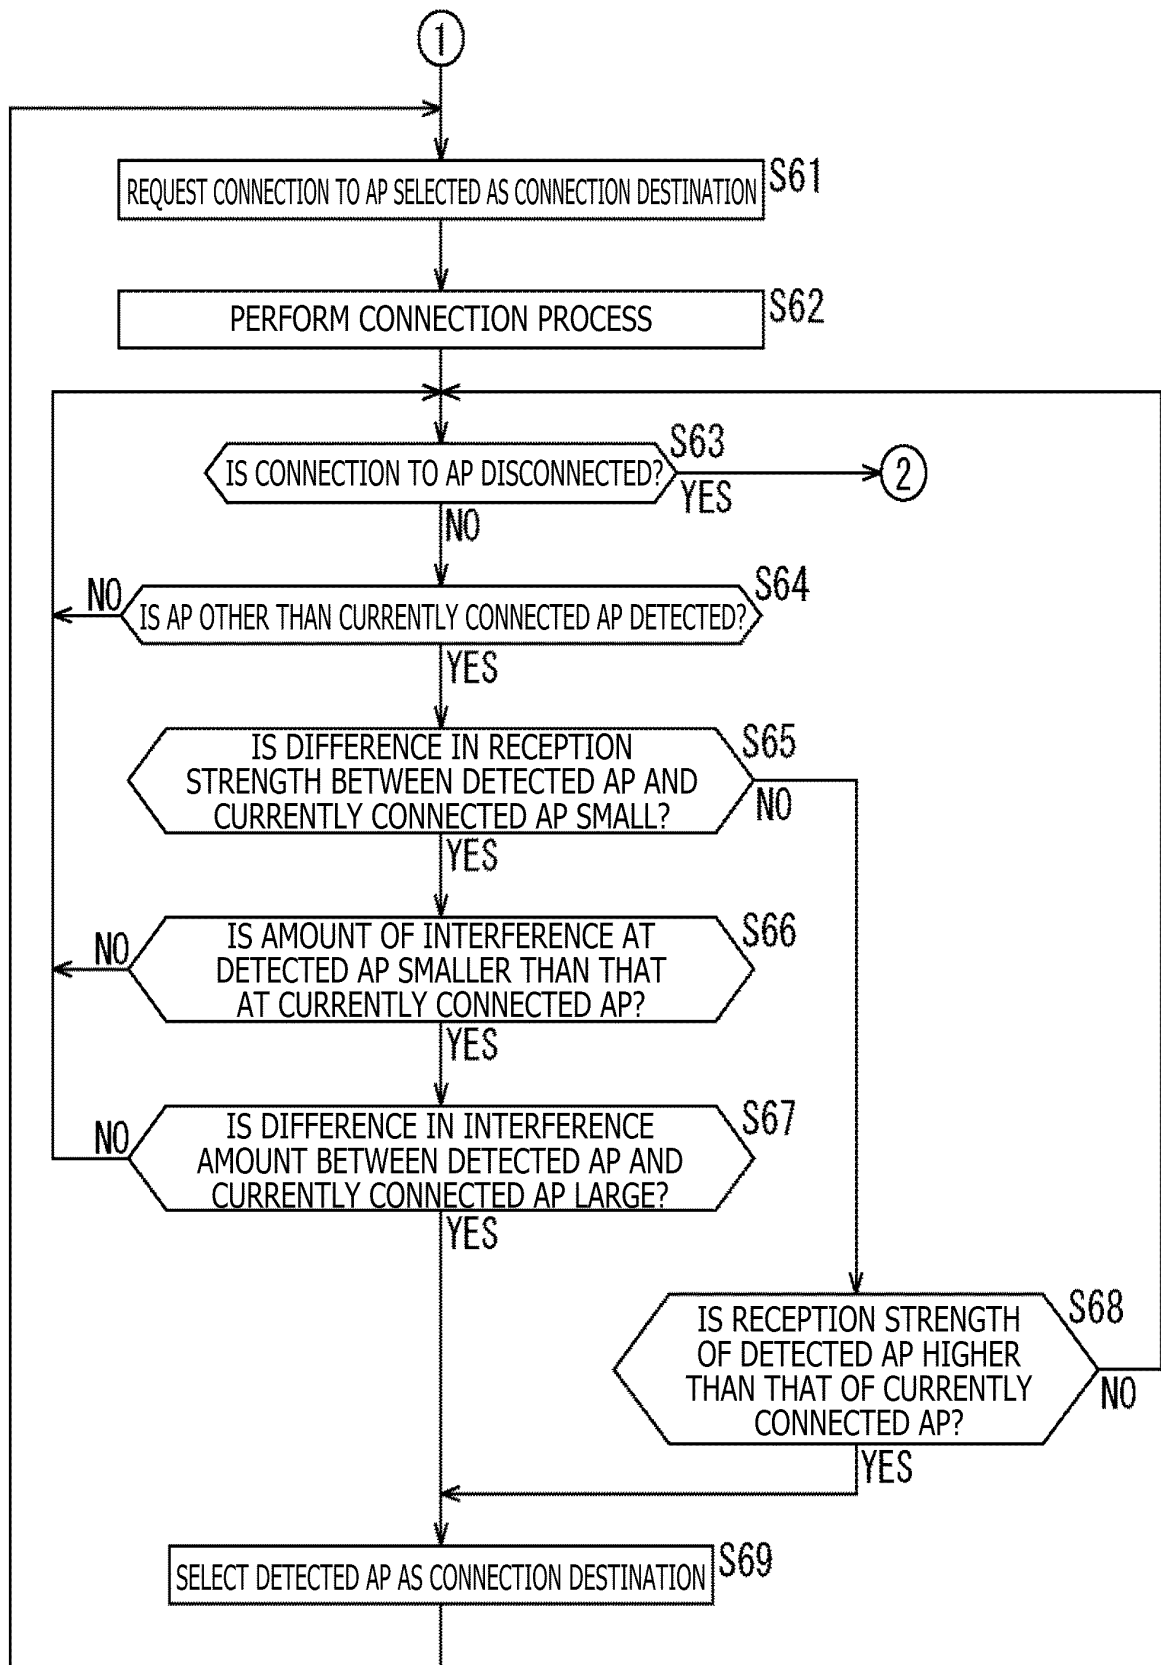 1
REQUEST CONNECTION TO AP SELECTED AS CONNECTION DESTINATION
S61
PERFORM CONNECTION PROCESS
S62
IS CONNECTION TO AP DISCONNECTED?
S63
YES
2
NO
IS AP OTHER THAN CURRENTLY CONNECTED AP DETECTED?
S64
NO
YES
IS DIFFERENCE IN RECEPTION
STRENGTH BETWEEN DETECTED AP AND
CURRENTLY CONNECTED AP SMALL?
S65
NO
YES
IS AMOUNT OF INTERFERENCE AT
DETECTED AP SMALLER THAN THAT
AT CURRENTLY CONNECTED AP?
S66
NO
YES
IS DIFFERENCE IN INTERFERENCE
AMOUNT BETWEEN DETECTED AP AND
CURRENTLY CONNECTED AP LARGE?
S67
NO
YES
IS RECEPTION STRENGTH
OF DETECTED AP HIGHER
THAN THAT OF CURRENTLY
CONNECTED AP?
S68
NO
YES
SELECT DETECTED AP AS CONNECTION DESTINATION
S69